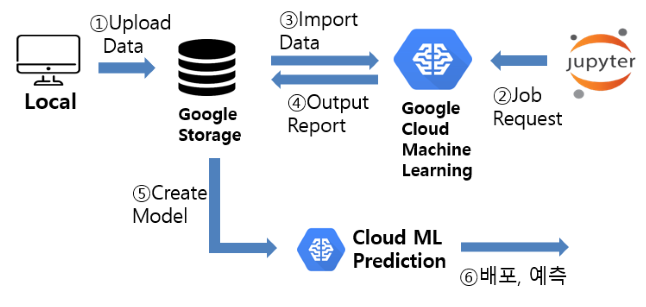 ①Upload
Data
Local
Google
Storage
③Import
Data
④Output
Report
Google
Cloud
Machine
Learning
jupyter
②Job
Request
⑤Create
Model
Cloud ML
Prediction
⑥배포, 예측